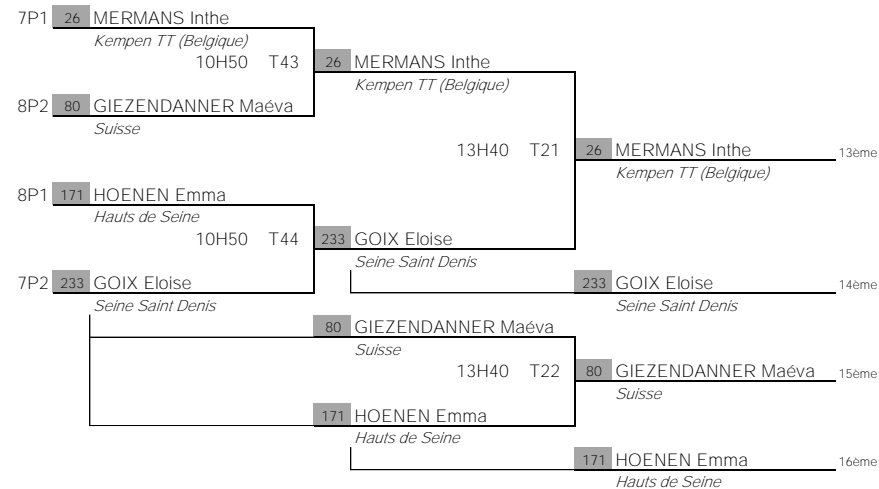 7P1 26 MERMANS Inthe
Kempen TT (Belgique)
10H50 T43 26 MERMANS Inthe
Kempen TT (Belgique)
8P2 80 GIEZENDANNER Maéva
Suisse
13H40 T21 26 MERMANS Inthe 13ème
Kempen TT (Belgique)
8P1 171 HOENEN Emma
Hauts de Seine
10H50 T44 233 GOIX Eloise
Seine Saint Denis
7P2 233 GOIX Eloise 233 GOIX Eloise 14ème
Seine Saint Denis Seine Saint Denis
80 GIEZENDANNER Maéva
Suisse
13H40 T22 80 GIEZENDANNER Maéva 15ème
Suisse
171 HOENEN Emma
Hauts de Seine
171 HOENEN Emma 16ème
Hauts de Seine